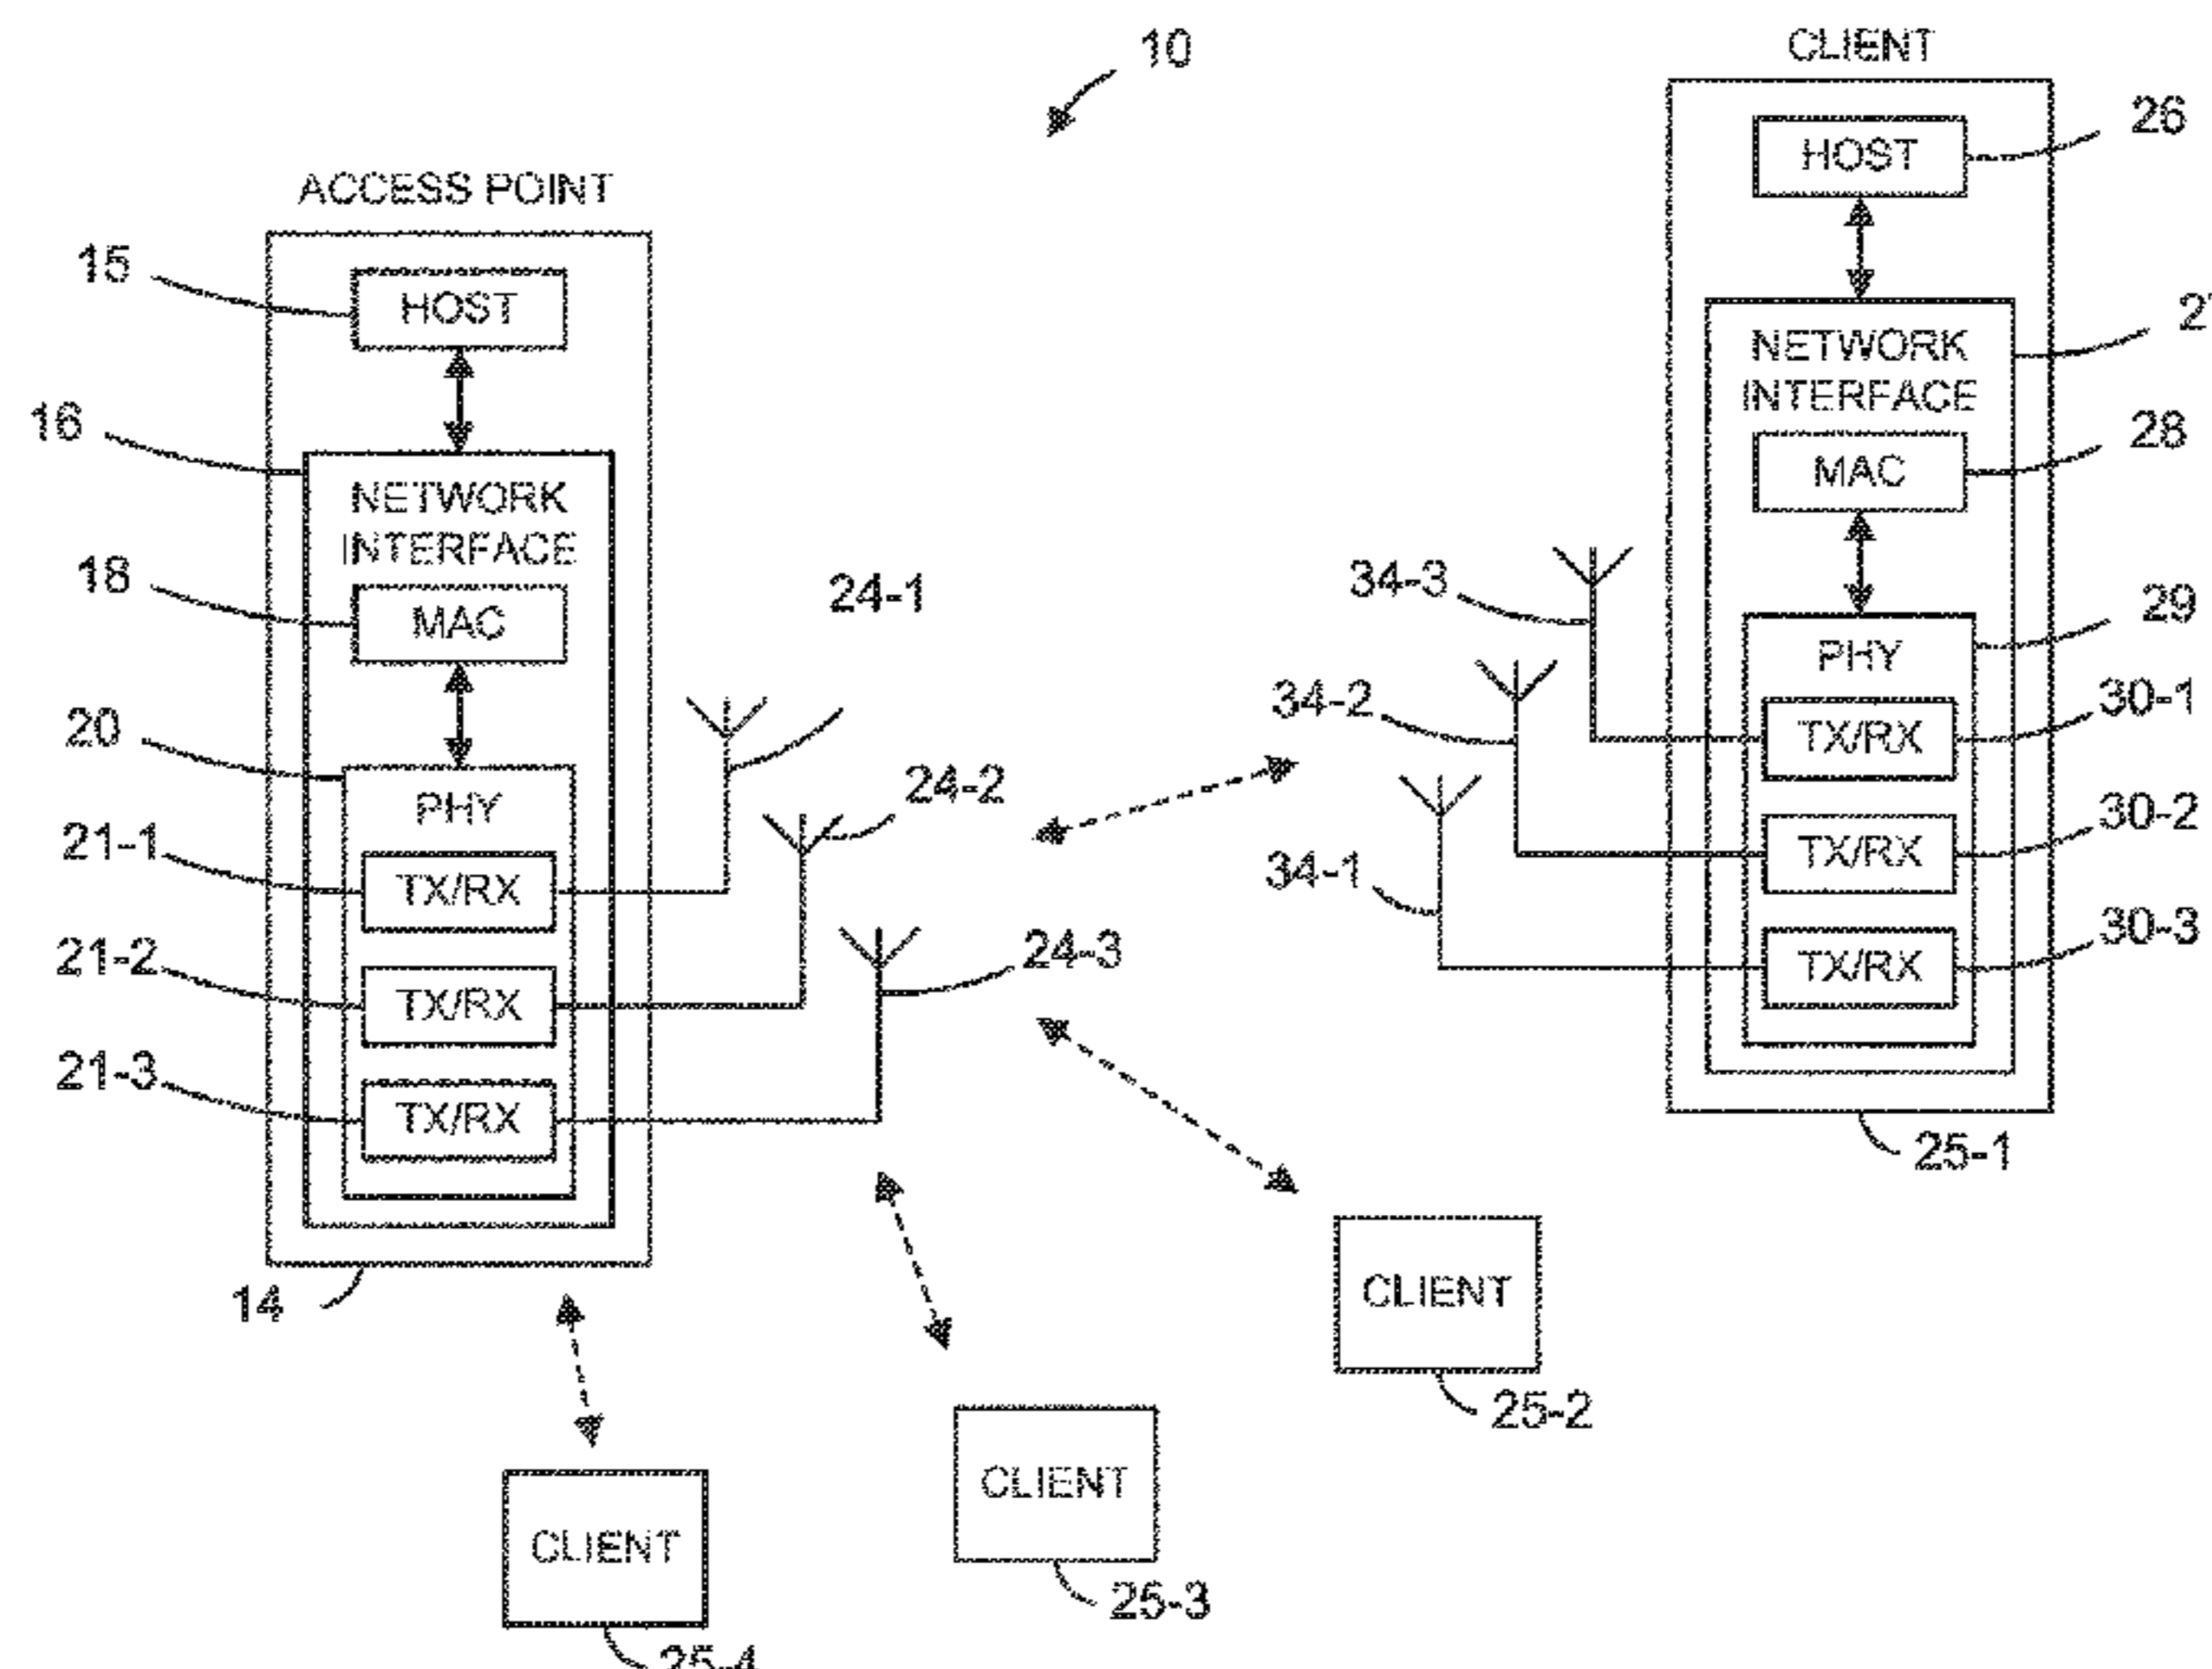 10
CLIENT
26
HOST
ACCESS POINT
15
HOST
27
NETWORK
INTERFACE
16
28
MAC
NETWORK
INTERFACE
18
MAC
24-1
34-3
29
PHY
34-2
30-1
TX/RX
20
PHY
24-2
30-2
TX/RX
21-1
TX/RX
34-1
21-2
TX/RX
24-3
30-3
TX/RX
21-3
TX/RX
25-1
14
CLIENT
25-2
CLIENT
25-3
CLIENT
25-4